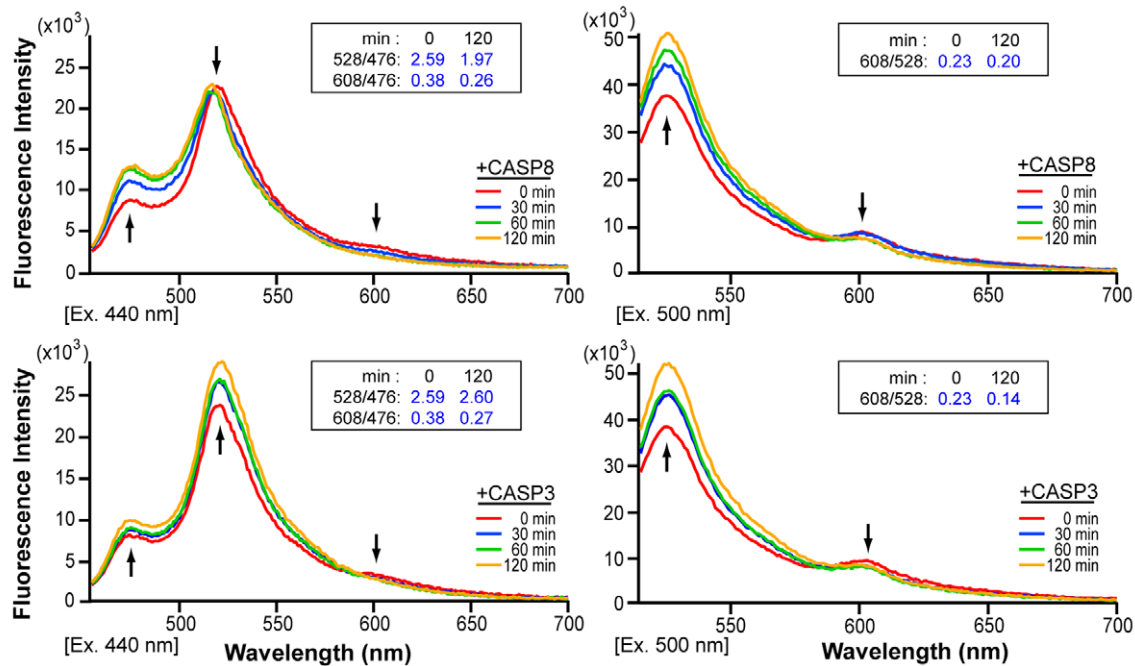 (x10³)
25
20
15
10
5
0
Fluorescence Intensity
min : 0 120
528/476: 2.59 1.97
608/476: 0.38 0.26
+CASP8
0 min
30 min
60 min
120 min
500 550 600 650 700
[Ex. 440 nm]
(x10³)
50
40
30
20
10
0
min : 0 120
608/528: 0.23 0.20
+CASP8
0 min
30 min
60 min
120 min
550 600 650 700
[Ex. 500 nm]
(x10³)
25
20
15
10
5
0
Fluorescence Intensity
min : 0 120
528/476: 2.59 2.60
608/476: 0.38 0.27
+CASP3
0 min
30 min
60 min
120 min
500 550 600 650 700
[Ex. 440 nm] Wavelength (nm)
(x10³)
50
40
30
20
10
0
min : 0 120
608/528: 0.23 0.14
+CASP3
0 min
30 min
60 min
120 min
550 600 650 700
[Ex. 500 nm] Wavelength (nm)